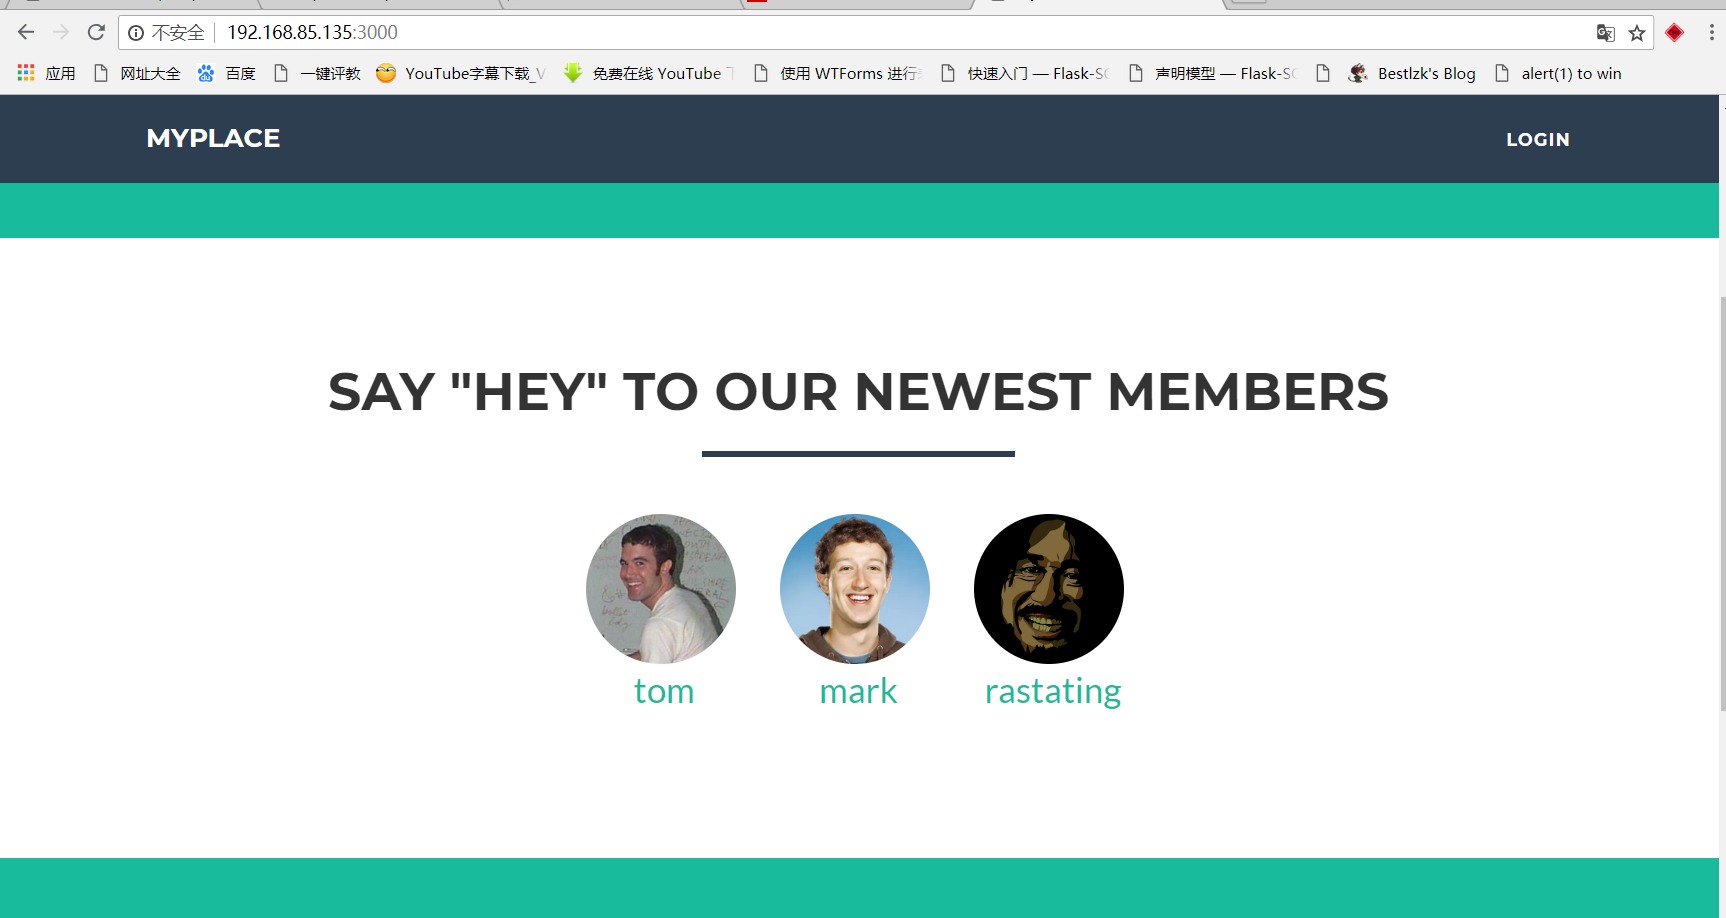 不安全 192.168.85.135:3000
应用 网址大全 百度 一键评教 YouTube字幕下载_V 免费在线 YouTube 使用 WTForms 进行 快速入门 — Flask-SQ 声明模型 — Flask-SQ Bestlzk's Blog alert(1) to win
MYPLACE LOGIN
SAY "HEY" TO OUR NEWEST MEMBERS
tom mark rastating